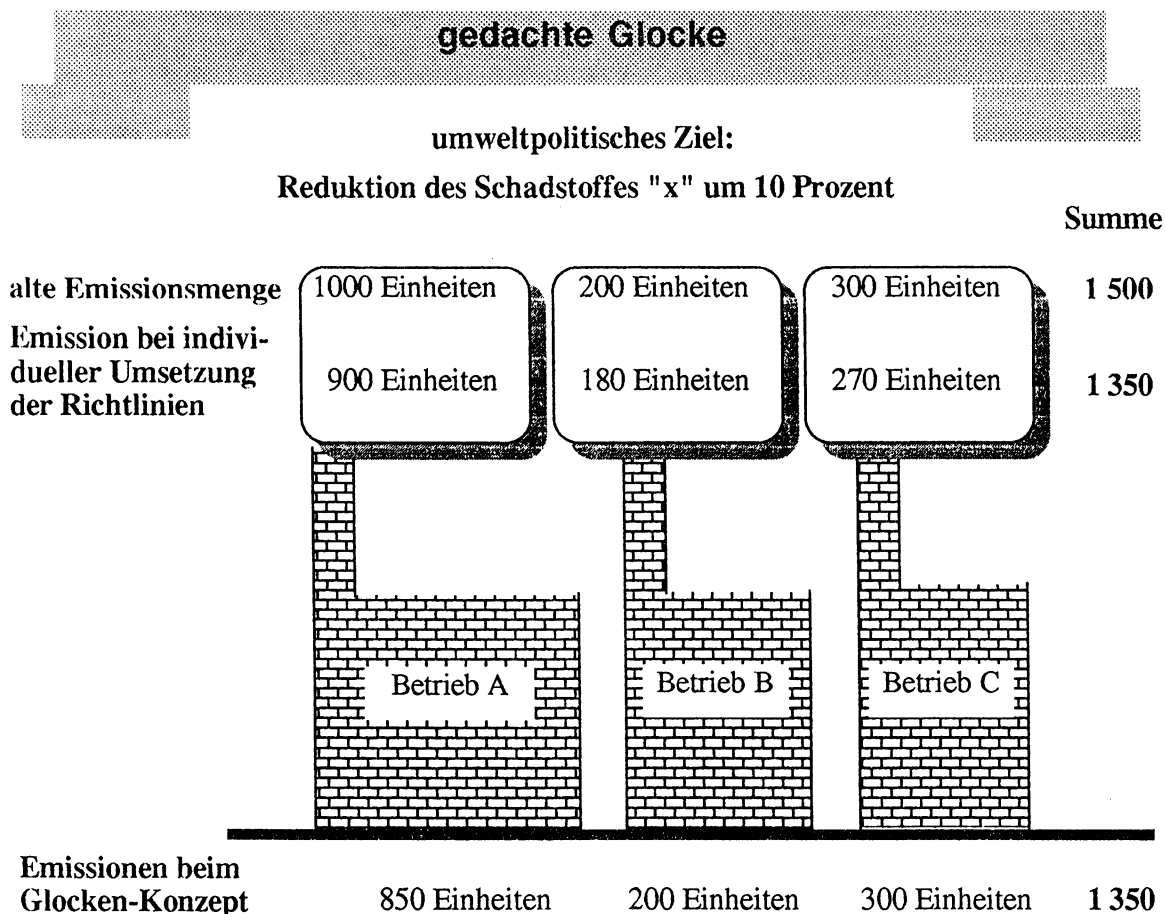 gedachte Glocke
umweltpolitisches Ziel:
Reduktion des Schadstoffes "x" um 10 Prozent
Summe
alte Emissionsmenge 1000 Einheiten 200 Einheiten 300 Einheiten 1 500
Emission bei indivi-
dueller Umsetzung 900 Einheiten 180 Einheiten 270 Einheiten 1 350
der Richtlinien
Betrieb A Betrieb B Betrieb C
Emissionen beim
Glocken-Konzept 850 Einheiten 200 Einheiten 300 Einheiten 1 350